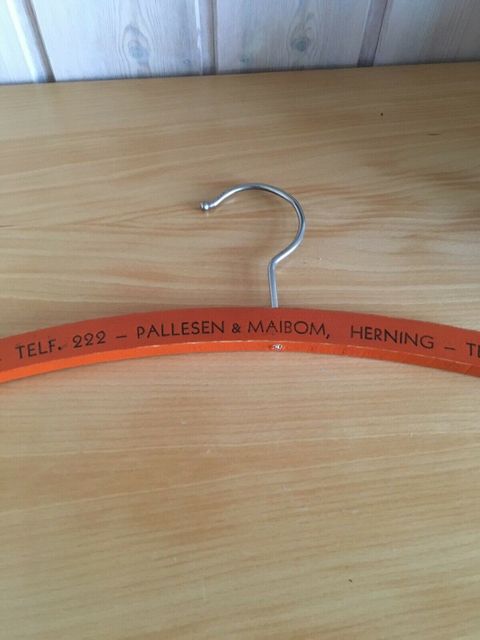 TELF. 222 – PALLESEN & MAIBOM, HERNING –